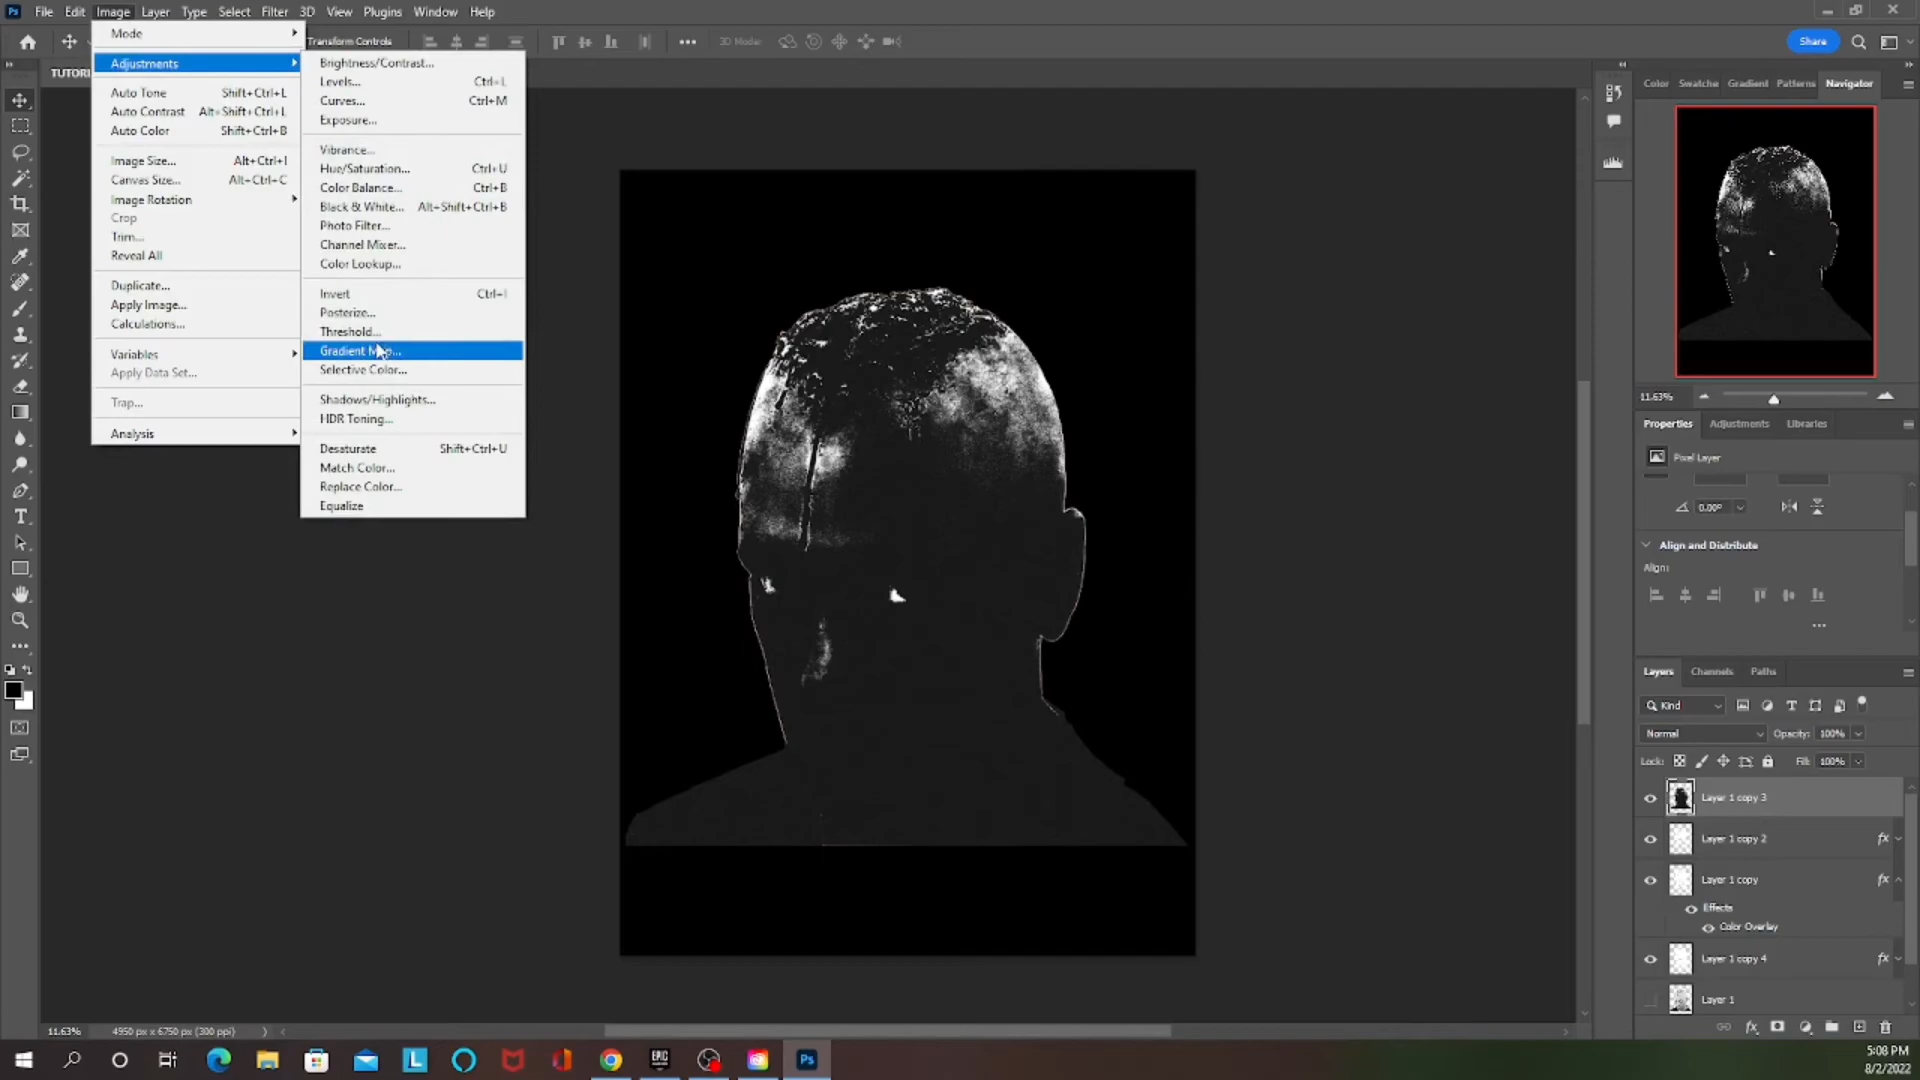 Ps File Edit Image Layer Type Select Filter 3D View Plugins Window Help
Transform Controls
3D Mode:
Share
TUTORI
Mode
Adjustments
Auto Tone Shift+Ctrl+L
Auto Contrast Alt+Shift+Ctrl+L
Auto Color Shift+Ctrl+B
Image Size... Alt+Ctrl+I
Canvas Size... Alt+Ctrl+C
Image Rotation
Crop
Trim...
Reveal All
Duplicate...
Apply Image...
Calculations...
Variables
Apply Data Set...
Trap...
Analysis
Brightness/Contrast...
Levels... Ctrl+L
Curves... Ctrl+M
Exposure...
Vibrance...
Hue/Saturation... Ctrl+U
Color Balance... Ctrl+B
Black & White... Alt+Shift+Ctrl+B
Photo Filter...
Channel Mixer...
Color Lookup...
Invert Ctrl+I
Posterize...
Threshold...
Gradient
Selective Color...
Shadows/Highlights...
HDR Toning...
Desaturate Shift+Ctrl+U
Match Color...
Replace Color...
Equalize
Color Swatche Gradient Patterns Navigator
11.63%
Properties Adjustments Libraries
Pixel Layer
0.00°
Align and Distribute
Align:
Layers Channels Paths
Kind
Normal Opacity: 100%
Lock: Fill: 100%
Layer 1 copy 3
Layer 1 copy 2 fx
Layer 1 copy fx
Effects
Color Overlay
Layer 1 copy 4 fx
Layer 1
fx
11.63% 4950 px x 6750 px (300 ppi)
L
EPIC
Ps
5:08 PM
8/2/2022